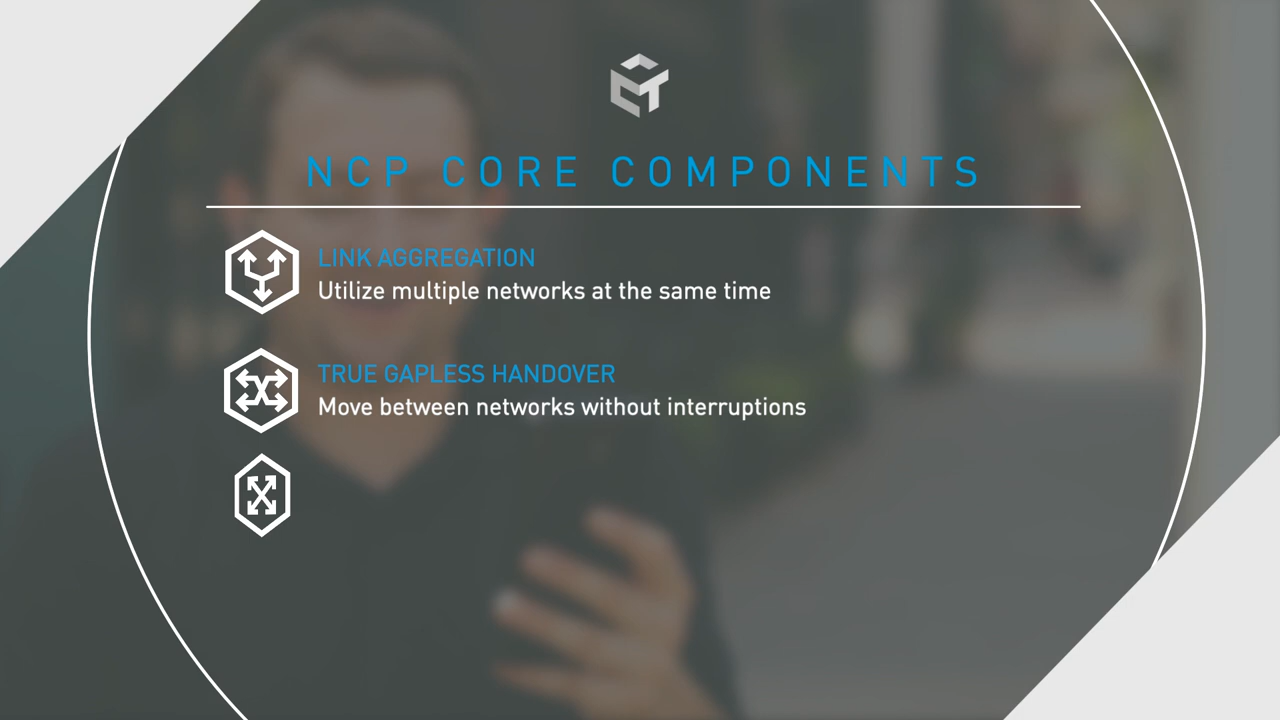 NCP CORE COMPONENTS
LINK AGGREGATION
Utilize multiple networks at the same time
TRUE GAPLESS HANDOVER
Move between networks without interruptions